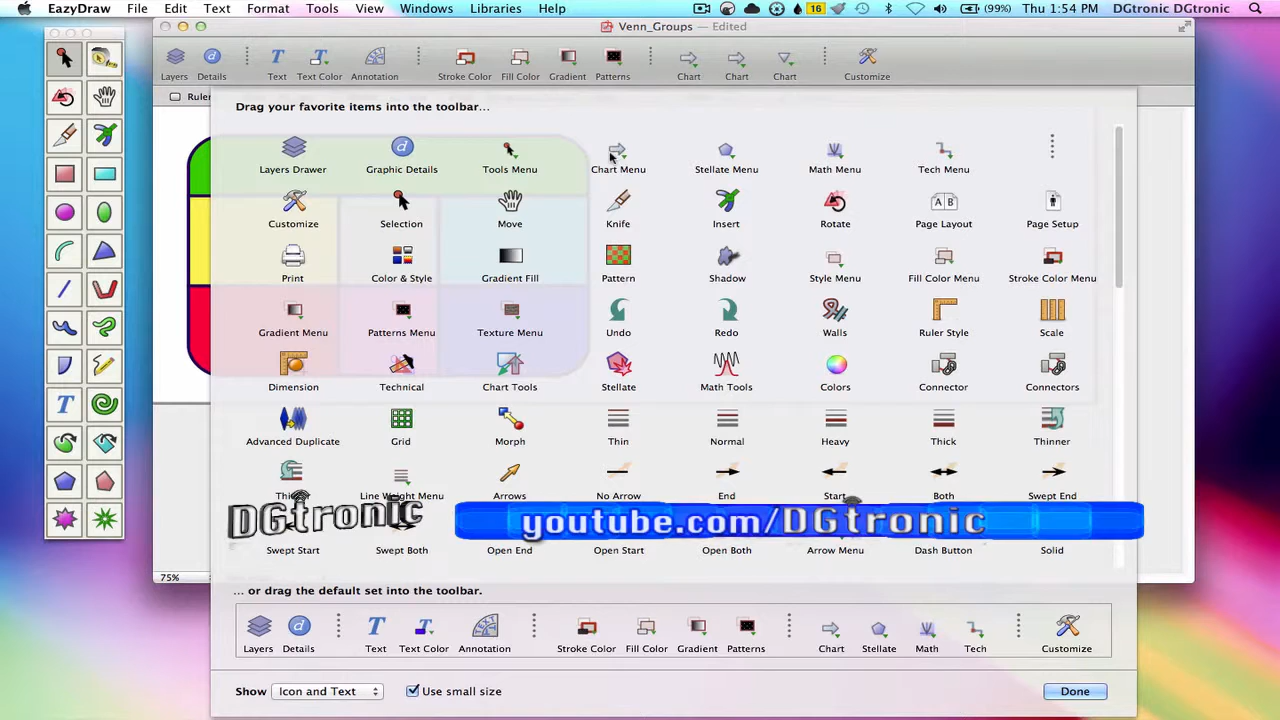 EazyDraw File Edit Text Format Tools View Windows Libraries Help 16 (99%) Thu 1:54 PM DGtronic DGtronic
Venn_Groups — Edited
Layers Details Text Text Color Annotation Stroke Color Fill Color Gradient Patterns Chart Chart Chart Customize
Ruler
Drag your favorite items into the toolbar...
Layers Drawer Graphic Details Tools Menu Chart Menu Stellate Menu Math Menu Tech Menu
A B
Customize Selection Move Knife Insert Rotate Page Layout Page Setup
Print Color & Style Gradient Fill Pattern Shadow Style Menu Fill Color Menu Stroke Color Menu
Gradient Menu Patterns Menu Texture Menu Undo Redo Walls Ruler Style Scale
Dimension Technical Chart Tools Stellate Math Tools Colors Connector Connectors
Advanced Duplicate Grid Morph Thin Normal Heavy Thick Thinner
Line Weight Menu Arrows No Arrow End Start Both Swept End
DGtronic youtube.com/DGtronic
Swept Start Swept Both Open End Open Start Open Both Arrow Menu Dash Button Solid
75%
... or drag the default set into the toolbar.
Layers Details Text Text Color Annotation Stroke Color Fill Color Gradient Patterns Chart Stellate Math Tech Customize
Show Icon and Text Use small size Done